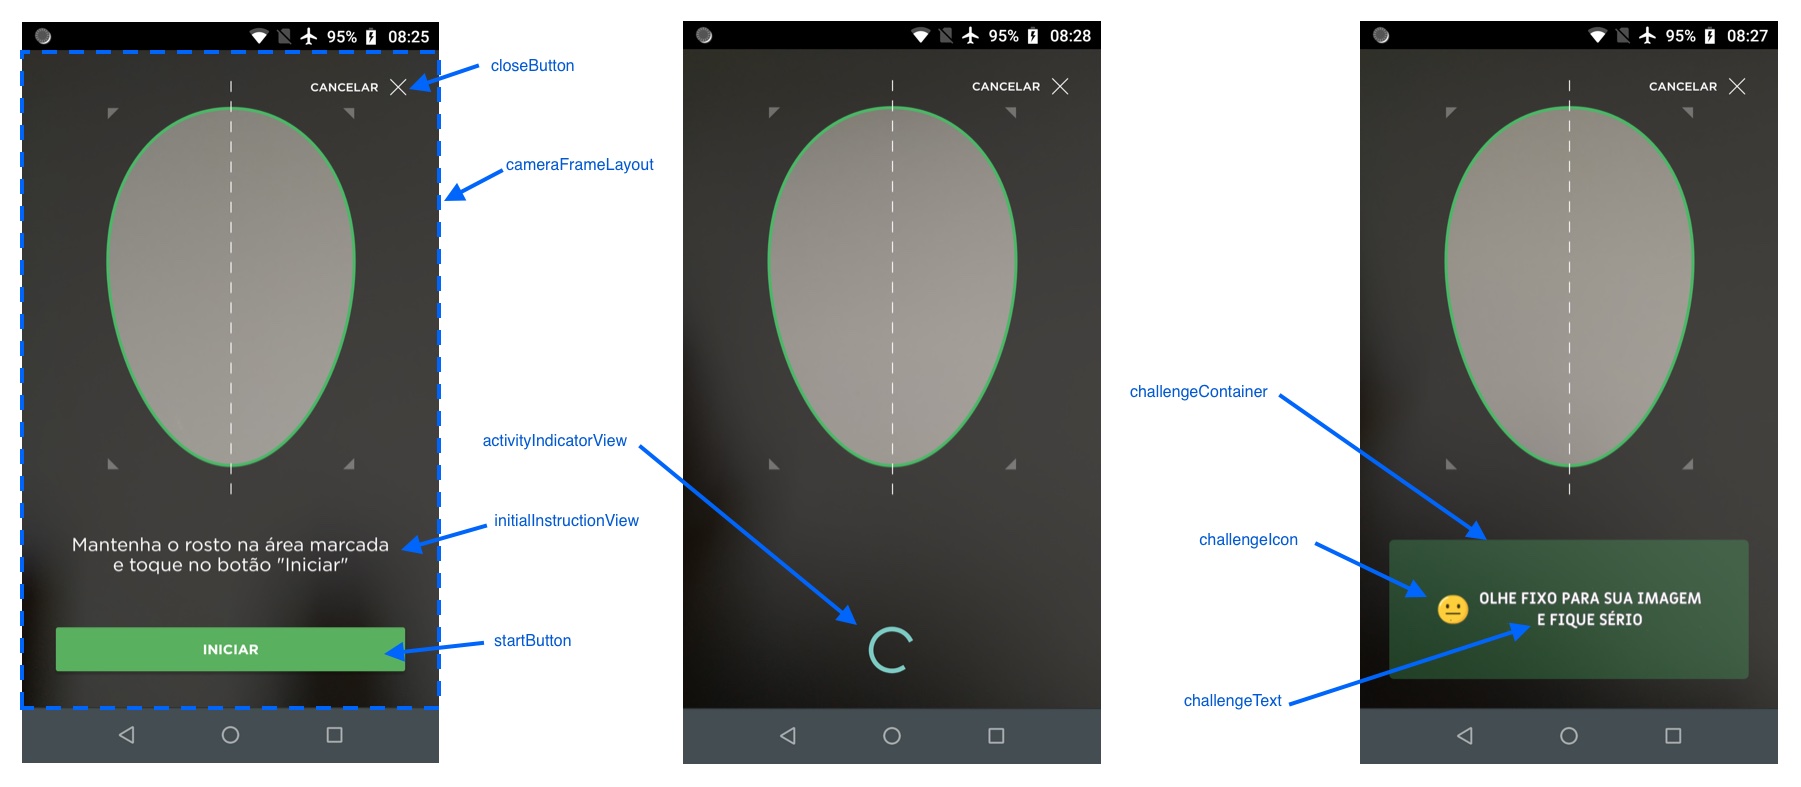 95% 08:25
CANCELAR
closeButton
cameraFrameLayout
Mantenha o rosto na área marcada
e toque no botão "Iniciar"
initialInstructionView
INICIAR
startButton
95% 08:28
CANCELAR
activityIndicatorView
95% 08:27
CANCELAR
challengeContainer
challengeIcon
OLHE FIXO PARA SUA IMAGEM
E FIQUE SÉRIO
challengeText